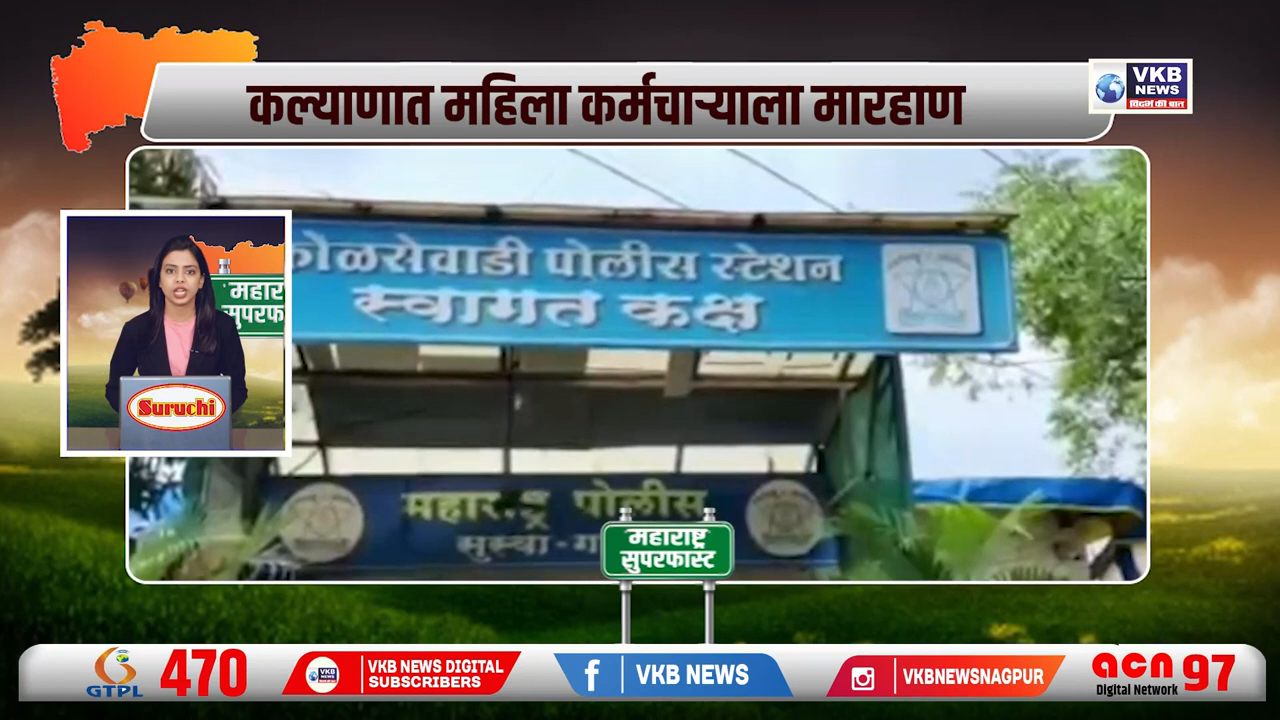 कल्याणात महिला कर्मचाऱ्याला मारहाण
VKB
NEWS
विदर्भ की बात
कोळसेवाडी पोलीस स्टेशन
स्वागत कक्ष
महार
सुपरफा
Suruchi
पोलीस
महाराष्ट्र
सुपरफास्ट
GTPL
470
VKB NEWS DIGITAL
SUBSCRIBERS
VKB NEWS
VKBNEWSNAGPUR
acn 97
Digital Network